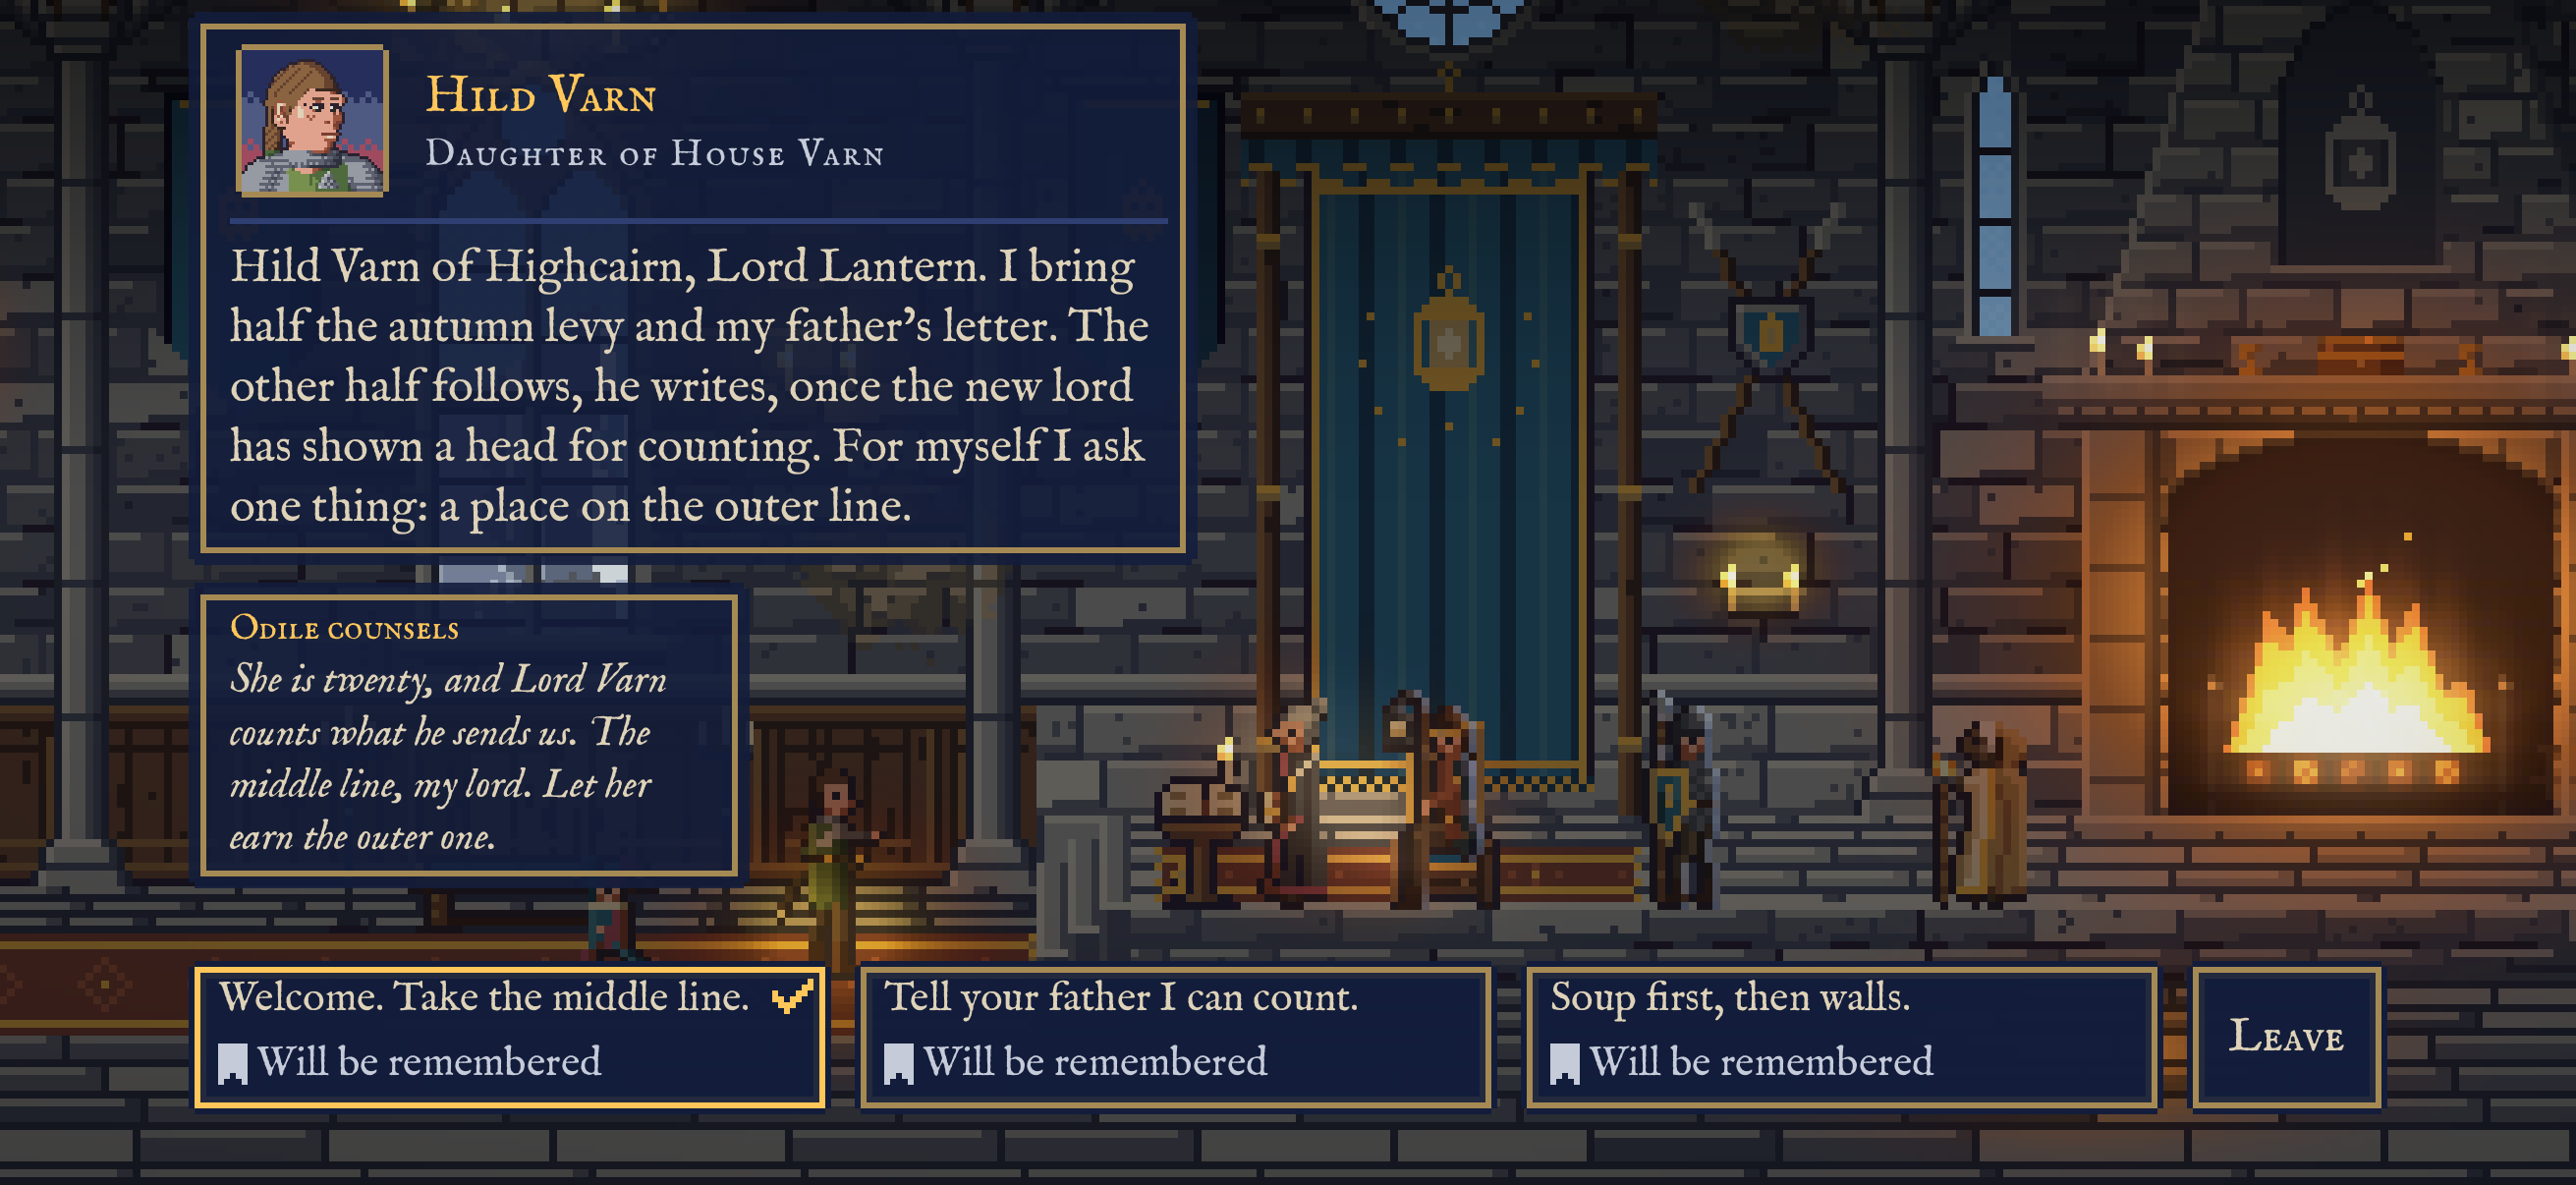 Hild Varn
Daughter of House Varn
Hild Varn of Highcairn, Lord Lantern. I bring
half the autumn levy and my father's letter. The
other half follows, he writes, once the new lord
has shown a head for counting. For myself I ask
one thing: a place on the outer line.
Odile counsels
She is twenty, and Lord Varn
counts what he sends us. The
middle line, my lord. Let her
earn the outer one.
Welcome. Take the middle line.
Will be remembered
Tell your father I can count.
Will be remembered
Soup first, then walls.
Will be remembered
Leave